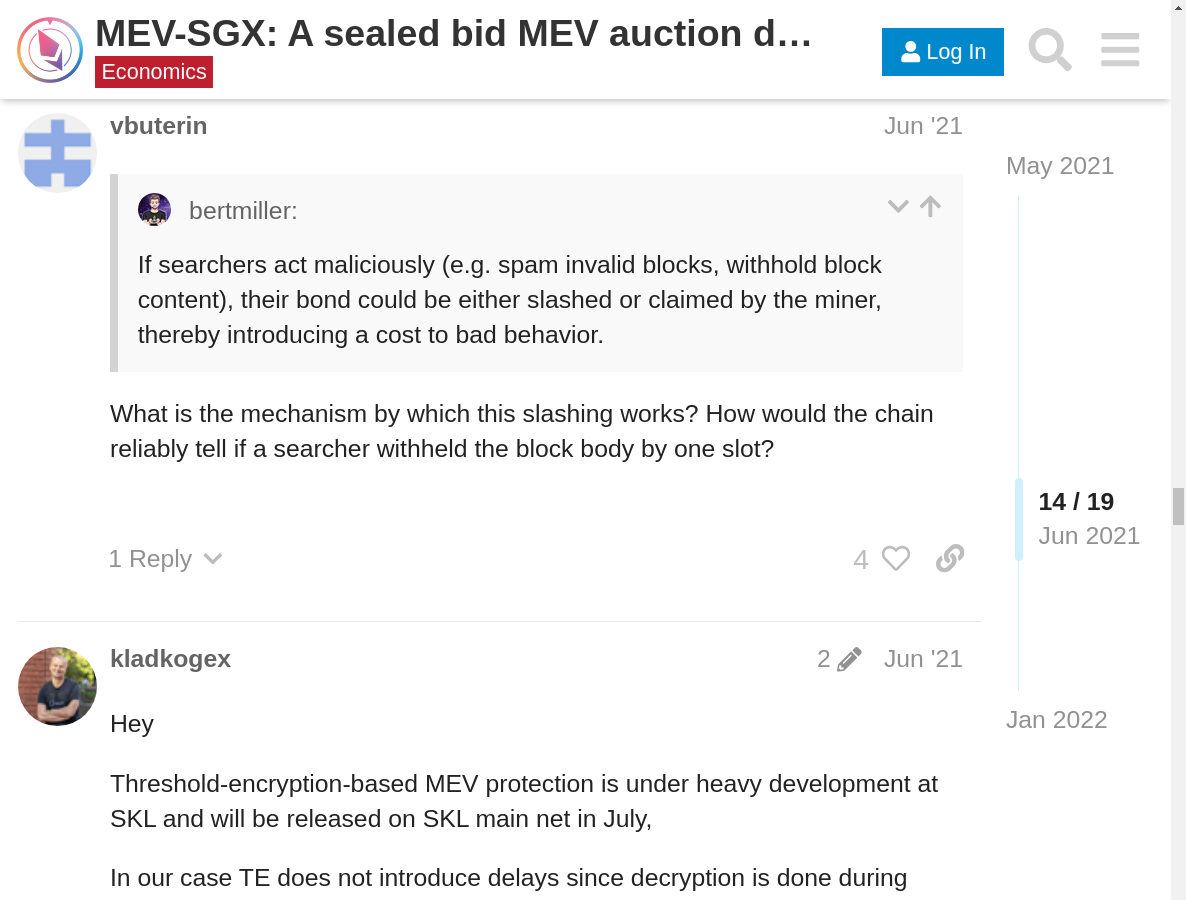 MEV-SGX: A sealed bid MEV auction d…
Economics
Log In
vbuterin
Jun '21
May 2021
bertmiller:
If searchers act maliciously (e.g. spam invalid blocks, withhold block
content), their bond could be either slashed or claimed by the miner,
thereby introducing a cost to bad behavior.
What is the mechanism by which this slashing works? How would the chain
reliably tell if a searcher withheld the block body by one slot?
14 / 19
Jun 2021
1 Reply
4
kladkogex
2
Jun '21
Hey
Jan 2022
Threshold-encryption-based MEV protection is under heavy development at
SKL and will be released on SKL main net in July,
In our case TE does not introduce delays since decryption is done during